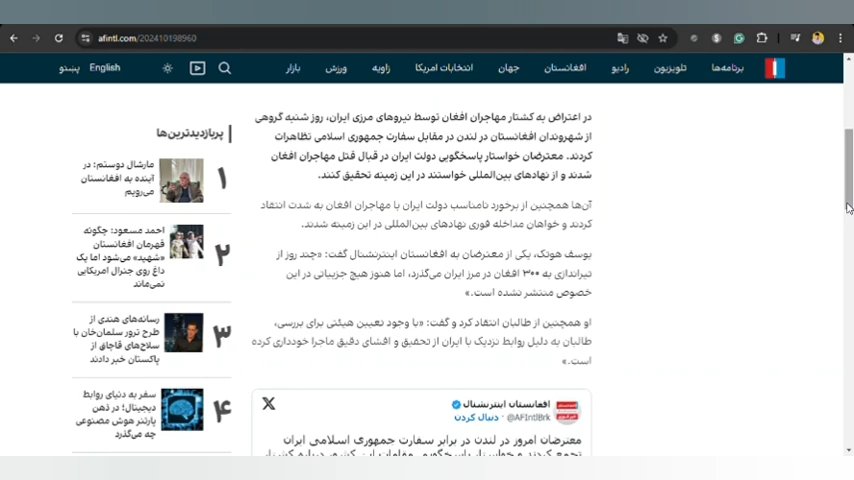 afintl.com/202410198960
برنامه‌ها
تلویزیون
رادیو
افغانستان
جهان
انتخابات امریکا
زاویه
ورزش
بازار
English
پښتو
در اعتراض به کشتار مهاجران افغان توسط نیروهای مرزی ایران، روز شنبه گروهی
از شهروندان افغانستان در لندن در مقابل سفارت جمهوری اسلامی تظاهرات
کردند. معترضان خواستار پاسخگویی دولت ایران در قبال قتل مهاجران افغان
شدند و از نهادهای بین‌المللی خواستند در این زمینه تحقیق کنند.
آن‌ها همچنین از برخورد نامناسب دولت ایران با مهاجران افغان به شدت انتقاد
کردند و خواهان مداخله فوری نهادهای بین‌المللی در این زمینه شدند.
یوسف هوتک، یکی از معترضان به افغانستان اینترنشنال گفت: «چند روز از
تیراندازی به ۳۰۰ افغان در مرز ایران می‌گذرد، اما هنوز هیچ جزییاتی در این
خصوص منتشر نشده است.»
او همچنین از طالبان انتقاد کرد و گفت: «با وجود تعیین هیئتی برای بررسی،
طالبان به دلیل روابط نزدیک با ایران از تحقیق و افشای دقیق ماجرا خودداری کرده
است.»
افغانستان اینترنشنال
@AFIntlBrk · دنبال کردن
معترضان امروز در لندن در برابر سفارت جمهوری اسلامی ایران
تجمع کردند و خواستار پاسخگویی مقامات این کشور درباره کشتار
پربازدیدترین‌ها
۱
مارشال دوستم: در
آینده به افغانستان
می‌رویم
۲
احمد مسعود: چگونه
قهرمان افغانستان
«شهید» می‌شود اما یک
داغ روی جنرال امریکایی
نمی‌ماند
۳
رسانه‌های هندی از
طرح ترور سلمان‌خان با
سلاح‌های قاچاق از
پاکستان خبر دادند
۴
سفر به دنیای روابط
دیجیتال؛ در ذهن
پارتنر هوش مصنوعی
چه می‌گذرد